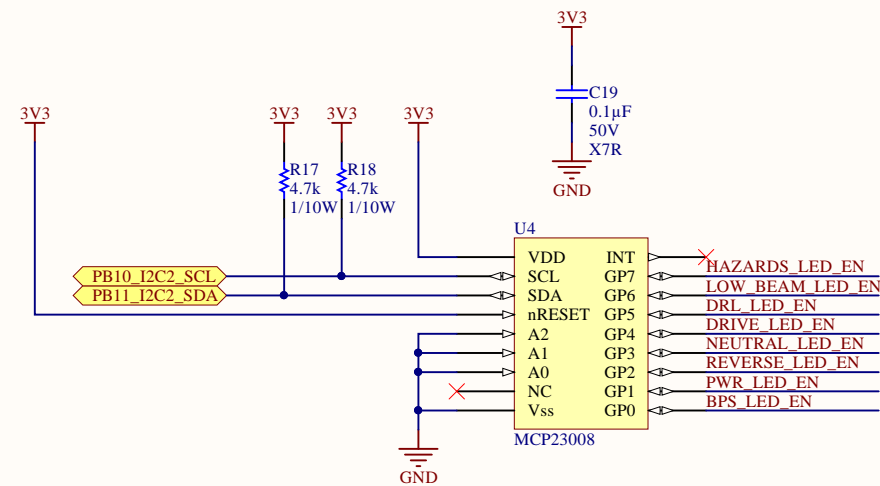 3V3
C19
0.1µF
50V
X7R
GND
3V3
3V3
3V3
3V3
R17
4.7k
1/10W
R18
4.7k
1/10W
U4
PB10_I2C2_SCL
PB11_I2C2_SDA
VDD
SCL
SDA
nRESET
A2
A1
A0
NC
Vss
INT
GP7
GP6
GP5
GP4
GP3
GP2
GP1
GP0
HAZARDS_LED_EN
LOW_BEAM_LED_EN
DRL_LED_EN
DRIVE_LED_EN
NEUTRAL_LED_EN
REVERSE_LED_EN
PWR_LED_EN
BPS_LED_EN
MCP23008
GND